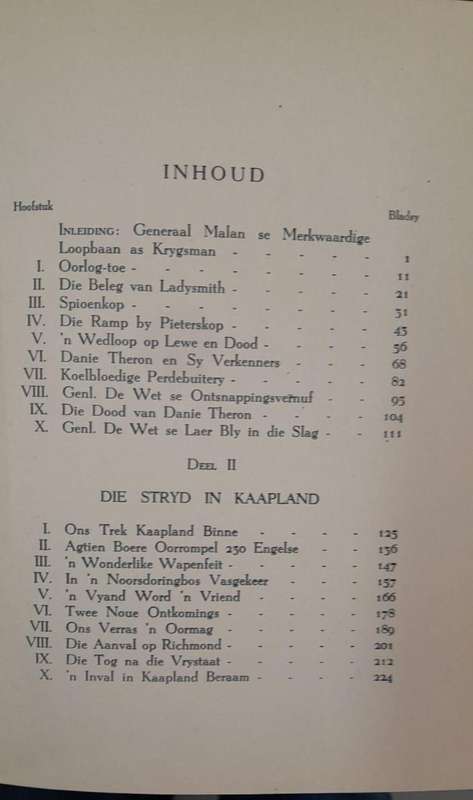 INHOUD
Hoofstuk Bladsy
INLEIDING: Generaal Malan se Merkwaardige
Loopbaan as Krygsman - - - - - 1
I. Oorlog-toe - - - - - - - 11
II. Die Beleg van Ladysmith - - - - - 21
III. Spioenkop - - - - - - - 31
IV. Die Ramp by Pieterskop - - - - - 43
V. 'n Wedloop op Lewe en Dood - - - - 56
VI. Danie Theron en Sy Verkenners - - - 68
VII. Koelbloedige Perdebuitery - - - - - 82
VIII. Genl. De Wet se Ontsnappingsvernuf - - 95
IX. Die Dood van Danie Theron - - - - 104
X. Genl. De Wet se Laer Bly in die Slag - - 111
DEEL II
DIE STRYD IN KAAPLAND
I. Ons Trek Kaapland Binne - - - - 125
II. Agtien Boere Oorrompel 250 Engelse - - 136
III. 'n Wonderlike Wapenfeit - - - - - 147
IV. In 'n Noorsdoringbos Vasgekeer - - - 157
V. 'n Vyand Word 'n Vriend - - - - 166
VI. Twee Noue Ontkomings - - - - - 178
VII. Ons Verras 'n Oormag - - - - - 189
VIII. Die Aanval op Richmond - - - - - 201
IX. Die Tog na die Vrystaat - - - - - 212
X. 'n Inval in Kaapland Beraam - - - - 224